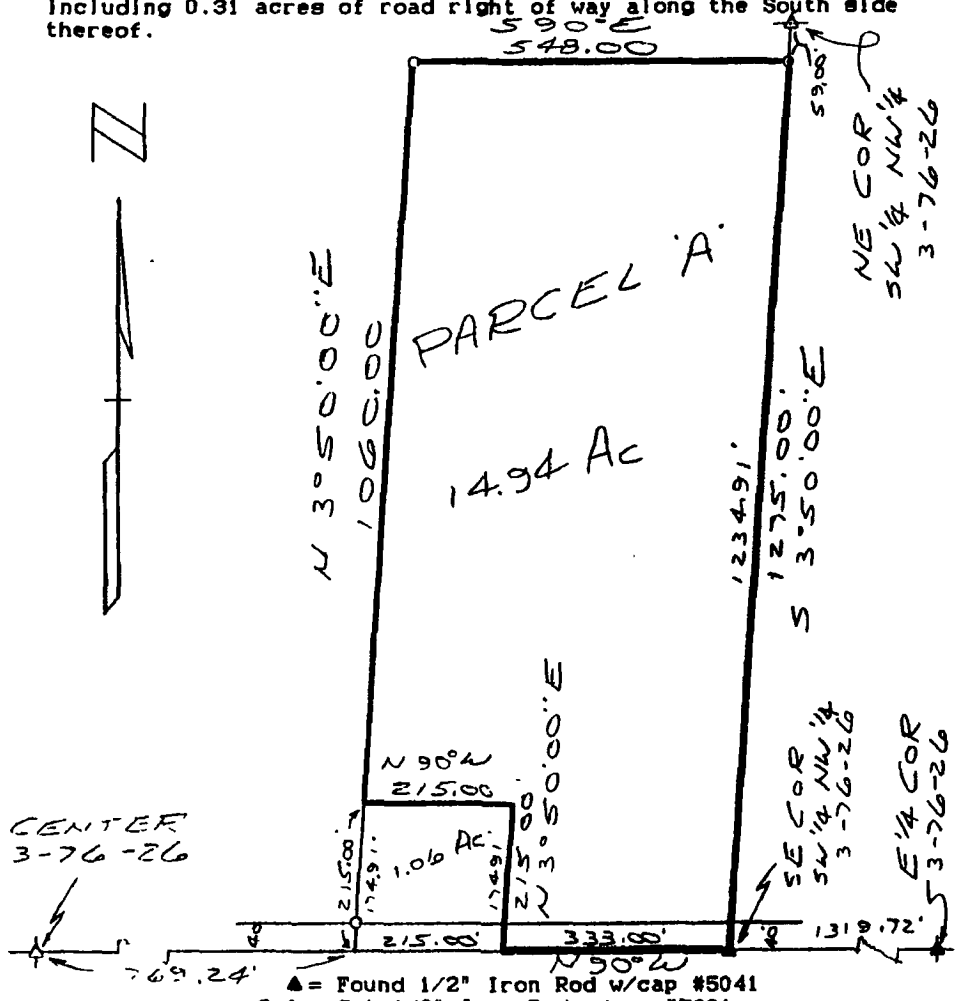 Including 0.31 acres of road right of way along the South side
thereof.
S 90° E
548.00
59.00'
NE COR
SW 1/4 NW 1/4
3-76-26
N
N 3°50'00"E
1060.00
PARCEL 'A'
14.94 Ac
1234.91'
1275.00'
S 3°50'00"E
N 90° W
215.00
215.00'
174.91'
1.06 Ac.
174.91'
215.00'
N 3°50'00"E
CENTER
3-76-26
SE COR
SW 1/4 NW 1/4
3-76-26
E 1/4 COR
3-76-26
40
215.00'
333.00'
40
1319.72'
769.24'
N 90° W
▲ = Found 1/2" Iron Rod w/cap #5041